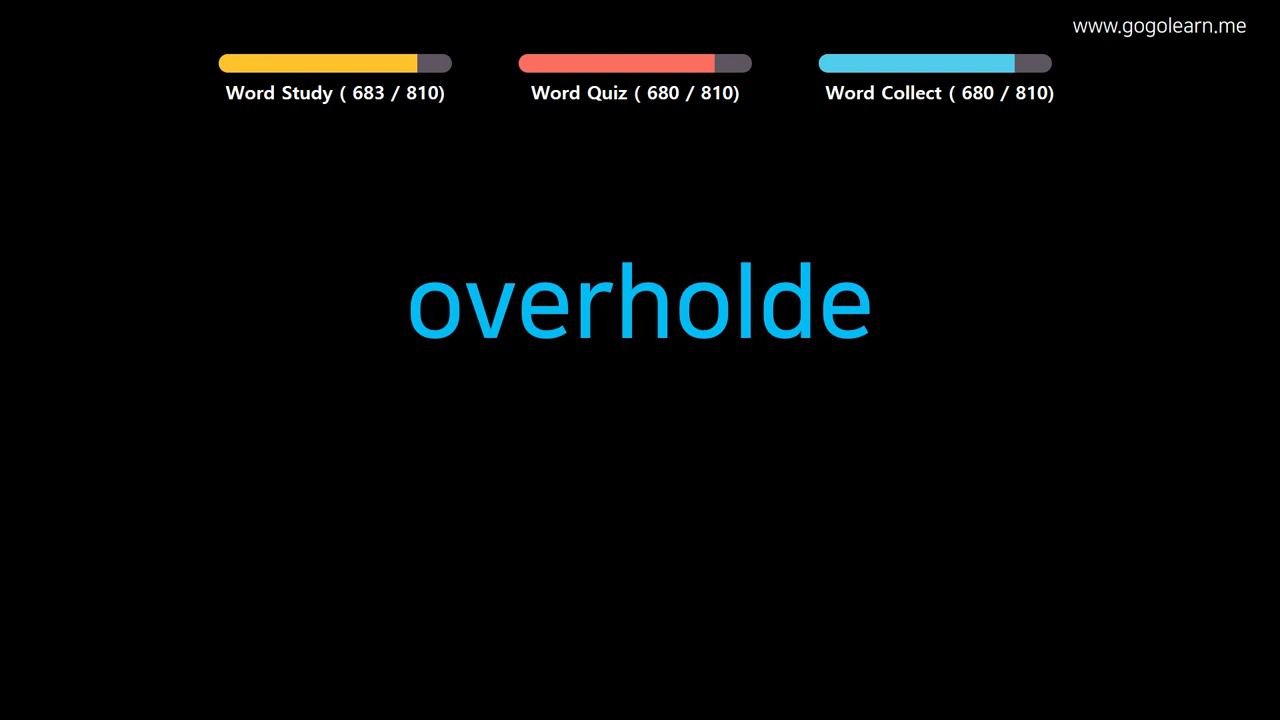 www.gogolearn.me
Word Study ( 683 / 810)
Word Quiz ( 680 / 810)
Word Collect ( 680 / 810)
overholde